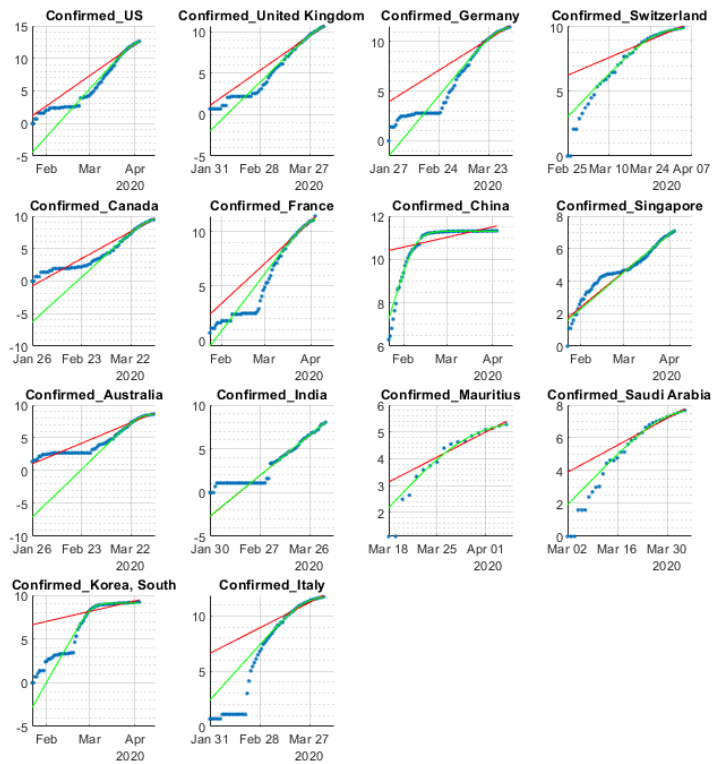 Confirmed_US
15
10
5
0
-5
Feb Mar Apr
2020
Confirmed_United Kingdom
10
5
0
-5
Jan 31 Feb 28 Mar 27
2020
Confirmed_Germany
10
5
0
Jan 27 Feb 24 Mar 23
2020
Confirmed_Switzerland
10
5
0
Feb 25 Mar 10 Mar 24 Apr 07
2020
Confirmed_Canada
10
5
0
-5
-10
Jan 26 Feb 23 Mar 22
2020
Confirmed_France
10
5
0
Feb Mar Apr
2020
Confirmed_China
12
10
8
6
Feb Mar Apr
2020
Confirmed_Singapore
8
6
4
2
0
Feb Mar Apr
2020
Confirmed_Australia
10
5
0
-5
-10
Jan 26 Feb 23 Mar 22
2020
Confirmed_India
10
5
0
-5
Jan 30 Feb 27 Mar 26
2020
Confirmed_Mauritius
6
5
4
3
2
Mar 18 Mar 25 Apr 01
2020
Confirmed_Saudi Arabia
8
6
4
2
0
Mar 02 Mar 16 Mar 30
2020
Confirmed_Korea, South
10
5
0
-5
Feb Mar Apr
2020
Confirmed_Italy
10
5
0
Jan 31 Feb 28 Mar 27
2020